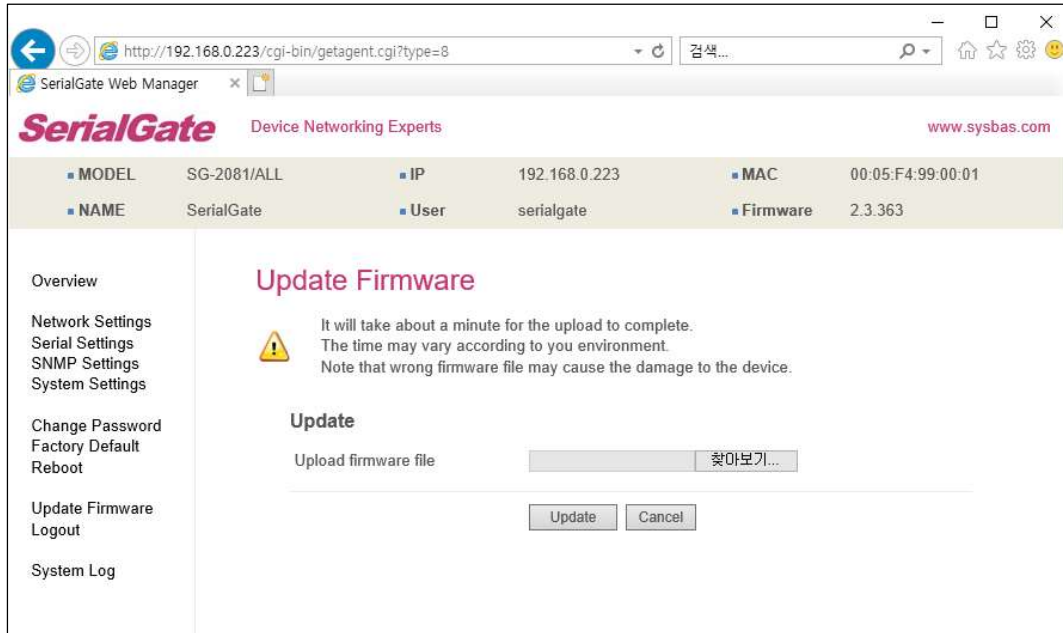 http://192.168.0.223/cgi-bin/getagent.cgi?type=8
검색...
SerialGate Web Manager
SerialGate Device Networking Experts www.sysbas.com
MODEL SG-2081/ALL IP 192.168.0.223 MAC 00:05:F4:99:00:01
NAME SerialGate User serialgate Firmware 2.3.363
Overview
Network Settings
Serial Settings
SNMP Settings
System Settings
Change Password
Factory Default
Reboot
Update Firmware
Logout
System Log
Update Firmware
It will take about a minute for the upload to complete.
The time may vary according to you environment.
Note that wrong firmware file may cause the damage to the device.
Update
Upload firmware file 찾아보기...
Update Cancel